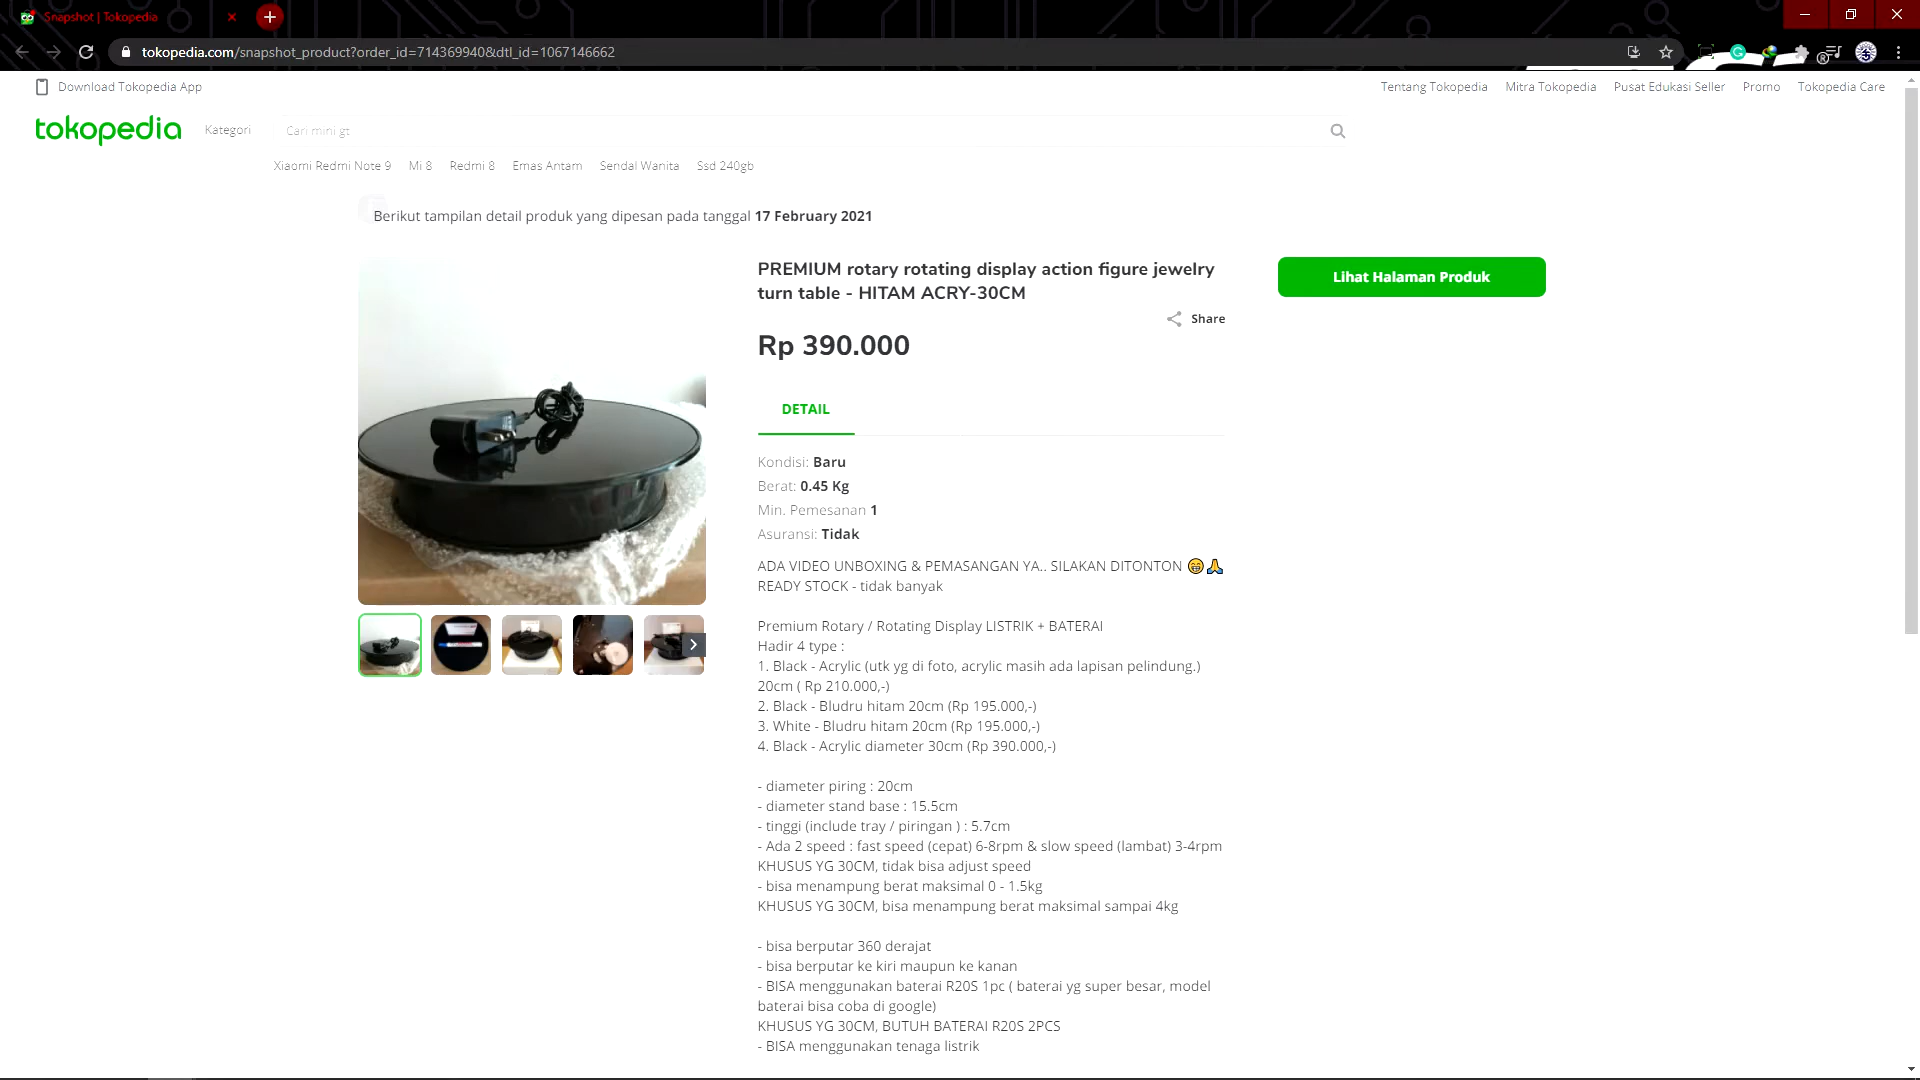 Snapshot | Tokopedia
tokopedia.com/snapshot_product?order_id=714369940&dtl_id=1067146662
Download Tokopedia App
Tentang Tokopedia Mitra Tokopedia Pusat Edukasi Seller Promo Tokopedia Care
tokopedia Kategori Cari mini gt
Xiaomi Redmi Note 9 Mi 8 Redmi 8 Emas Antam Sendal Wanita Ssd 240gb
Berikut tampilan detail produk yang dipesan pada tanggal 17 February 2021
PREMIUM rotary rotating display action figure jewelry
turn table - HITAM ACRY-30CM
Lihat Halaman Produk
Share
Rp 390.000
DETAIL
Kondisi: Baru
Berat: 0.45 Kg
Min. Pemesanan 1
Asuransi: Tidak
ADA VIDEO UNBOXING & PEMASANGAN YA.. SILAKAN DITONTON 😁🙏
READY STOCK - tidak banyak
Premium Rotary / Rotating Display LISTRIK + BATERAI
Hadir 4 type :
1. Black - Acrylic (utk yg di foto, acrylic masih ada lapisan pelindung.)
20cm ( Rp 210.000,-)
2. Black - Bludru hitam 20cm (Rp 195.000,-)
3. White - Bludru hitam 20cm (Rp 195.000,-)
4. Black - Acrylic diameter 30cm (Rp 390.000,-)
- diameter piring : 20cm
- diameter stand base : 15.5cm
- tinggi (include tray / piringan ) : 5.7cm
- Ada 2 speed : fast speed (cepat) 6-8rpm & slow speed (lambat) 3-4rpm
KHUSUS YG 30CM, tidak bisa adjust speed
- bisa menampung berat maksimal 0 - 1.5kg
KHUSUS YG 30CM, bisa menampung berat maksimal sampai 4kg
- bisa berputar 360 derajat
- bisa berputar ke kiri maupun ke kanan
- BISA menggunakan baterai R20S 1pc ( baterai yg super besar, model
baterai bisa coba di google)
KHUSUS YG 30CM, BUTUH BATERAI R20S 2PCS
- BISA menggunakan tenaga listrik